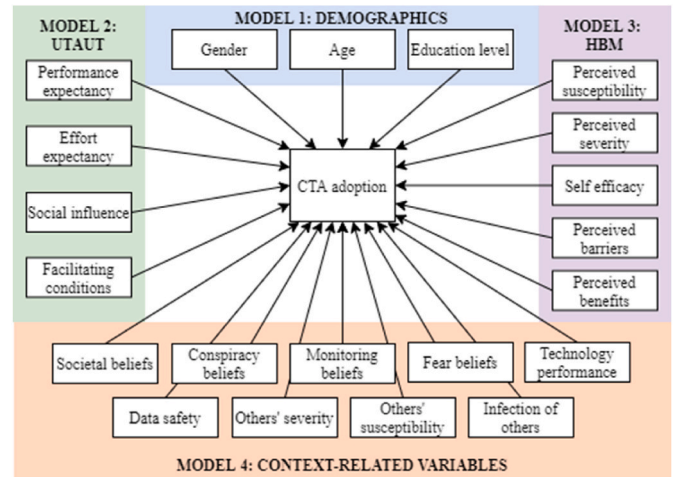 MODEL 2:
UTAUT
MODEL 1: DEMOGRAPHICS
MODEL 3:
HBM
Gender
Age
Education level
Performance
expectancy
Effort
expectancy
Social influence
Facilitating
conditions
CTA adoption
Perceived
susceptibility
Perceived
severity
Self efficacy
Perceived
barriers
Perceived
benefits
Societal beliefs
Conspiracy
beliefs
Monitoring
beliefs
Fear beliefs
Technology
performance
Data safety
Others' severity
Others'
susceptibility
Infection of
others
MODEL 4: CONTEXT-RELATED VARIABLES